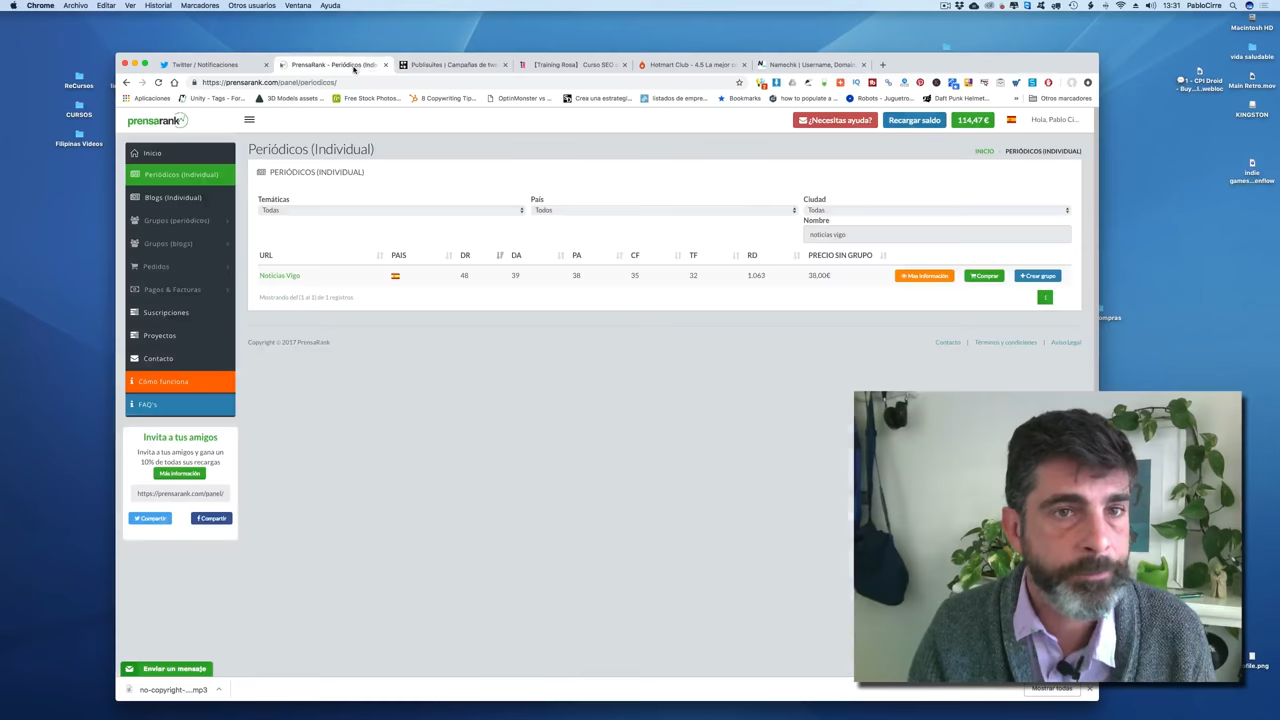 Chrome Archivo Editar Ver Historial Otros usuarios Ventana Ayuda 13:31 PabloCirre
Macintosh HD
vida saludable
ReCursos
CURSOS
Filipinas Videos
1 - CPI Droid
- Buy....webloc
Main Retro.mov
KINGSTON
indie
games...enflow
Twitter / Notificaciones
PrensaRank - Periódicos (Indi
Publisuites | Campañas de tw
[Training Rosa] Curso SEO
Hotmart Club - 4.5 La mejor
Namechk | Username, Domain
https://prensarank.com/panel/periodicos/
Aplicaciones
Unity - Tags - For...
3D Models assets ...
Free Stock Photos...
8 Copywriting Tip...
OptinMonster vs ...
Crea una estrategi...
listados de empre...
Bookmarks
how to populate a ...
Robots - Juguetro...
Daft Punk Helmet...
»
Otros marcadores
prensarank
¿Necesitas ayuda?
Recargar saldo
114,47 €
Hola, Pablo Ci...
Inicio
Periódicos (Individual)
Blogs (Individual)
Grupos (periódicos)
Grupos (blogs)
Pedidos
Pagos & Facturas
Suscripciones
Proyectos
Contacto
Cómo funciona
FAQ's
Invita a tus amigos
Invita a tus amigos y gana un
10% de todas sus recargas
Más información
https://prensarank.com/panel/
Compartir
Compartir
Periódicos (Individual)
INICIO – PERIÓDICOS (INDIVIDUAL)
PERIÓDICOS (INDIVIDUAL)
Temáticas País Ciudad
Todas Todos Todas
Nombre
noticias vigo
URL PAIS DR DA PA CF TF RD PRECIO SIN GRUPO
Noticias Vigo 48 39 38 35 32 1.063 38,00€ Mas información Comprar + Crear grupo
Mostrando del (1 al 1) de 1 registros
1
Copyright © 2017 PrensaRank
Contacto | Términos y condiciones | Aviso Legal
Enviar un mensaje
no-copyright-....mp3
Mostrar todas